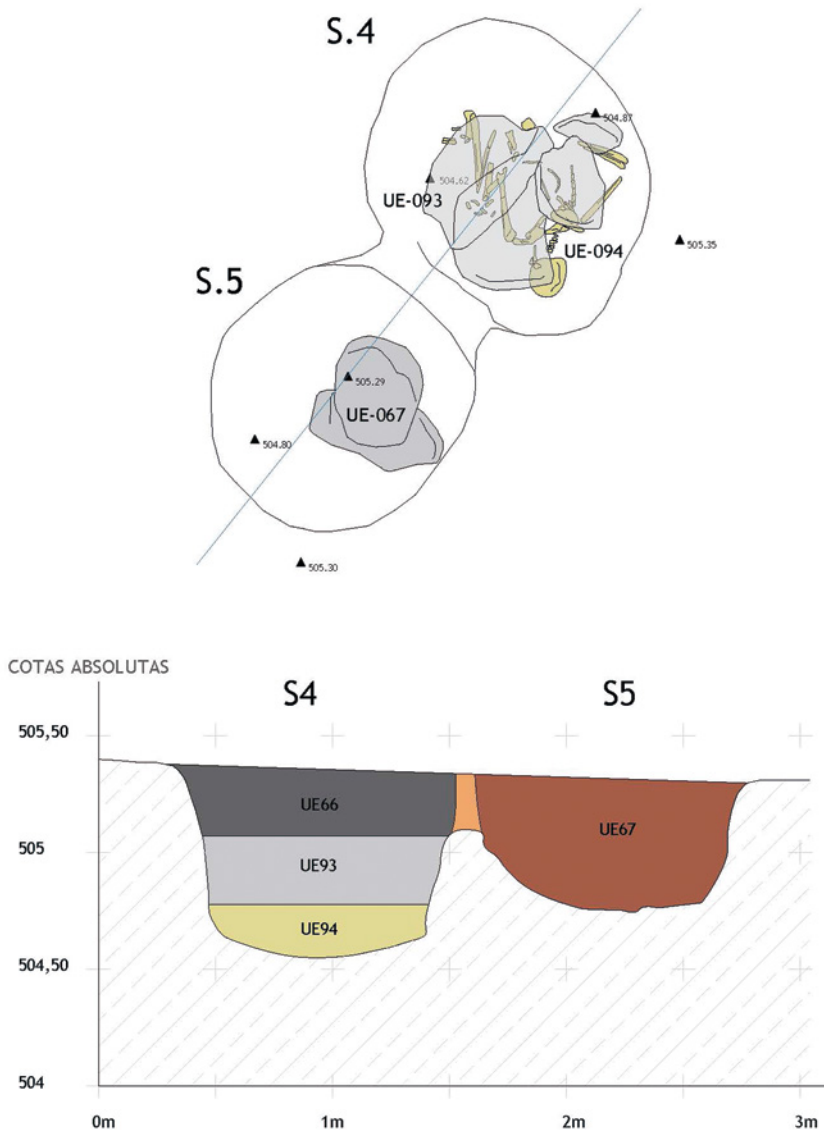 S.4
504.87
504.62
UE-093
UE-094
505.35
S.5
505.29
UE-067
504.80
505.30
COTAS ABSOLUTAS
S4 S5
505,50
UE66
UE67
505
UE93
UE94
504,50
504
0m 1m 2m 3m